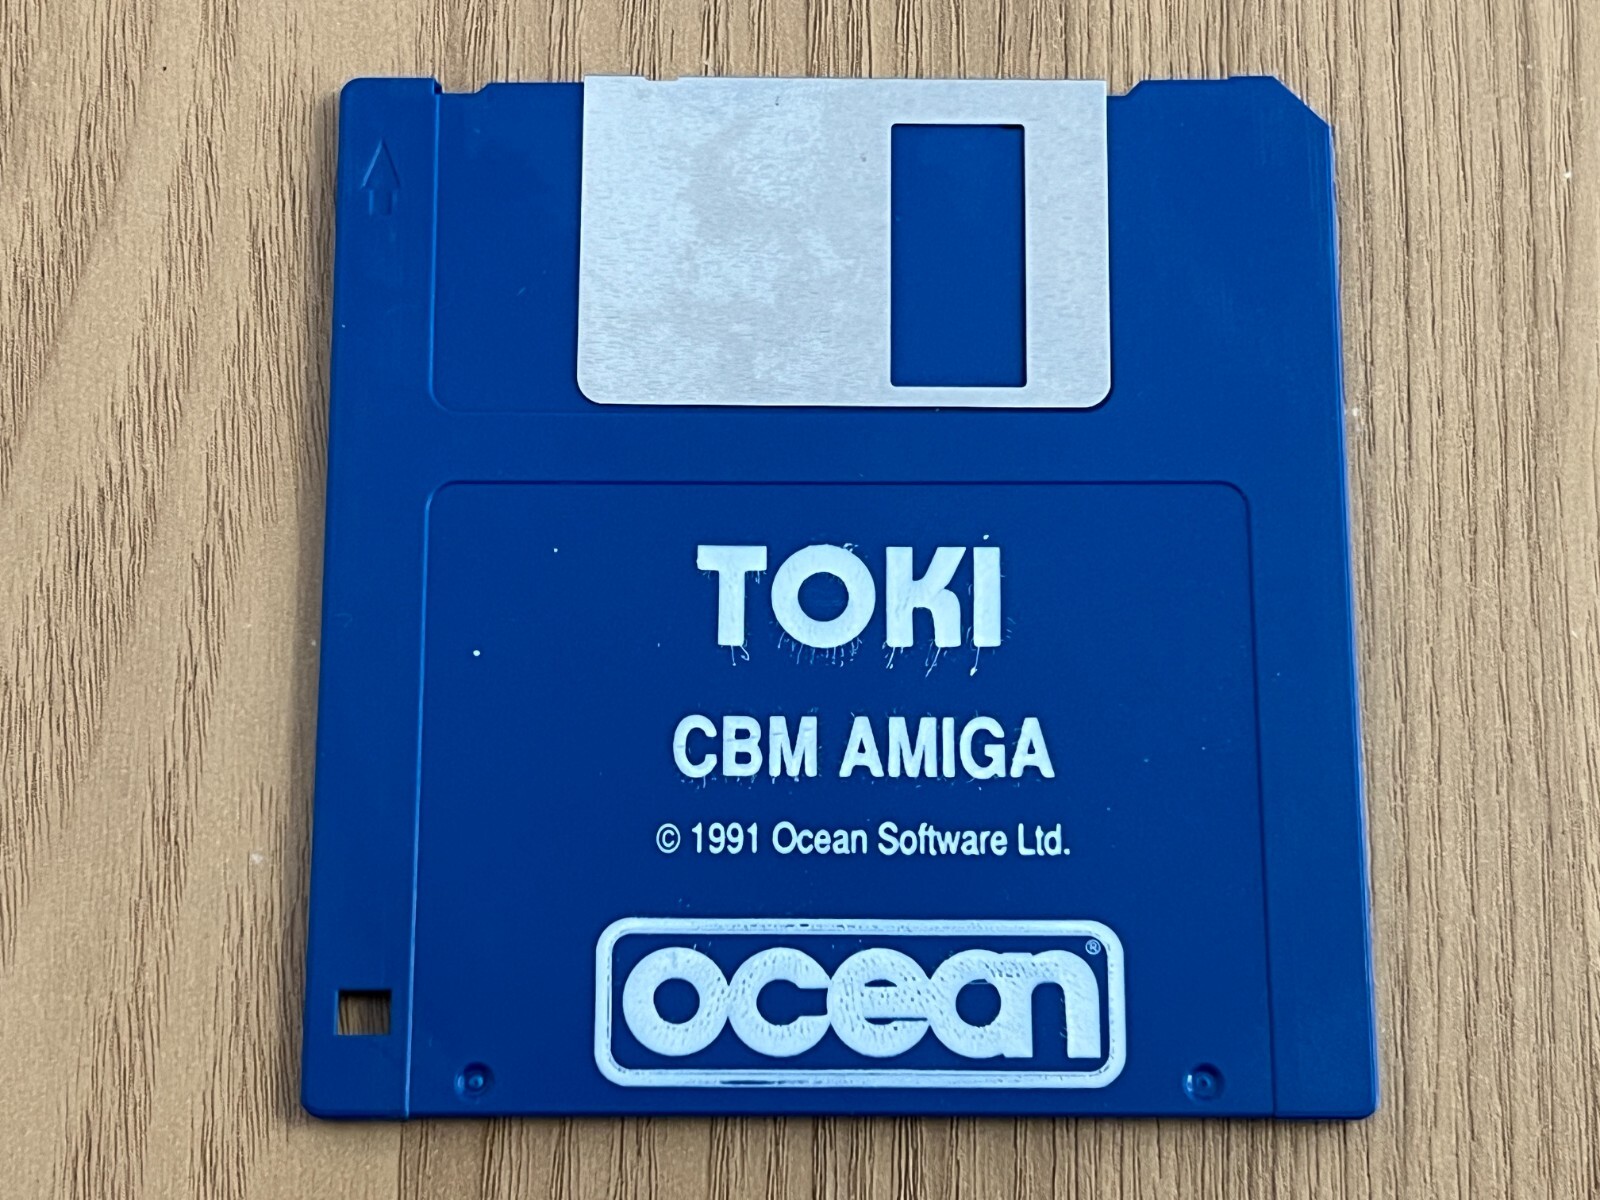 TOKI
CBM AMIGA
© 1991 Ocean Software Ltd.
ocean®